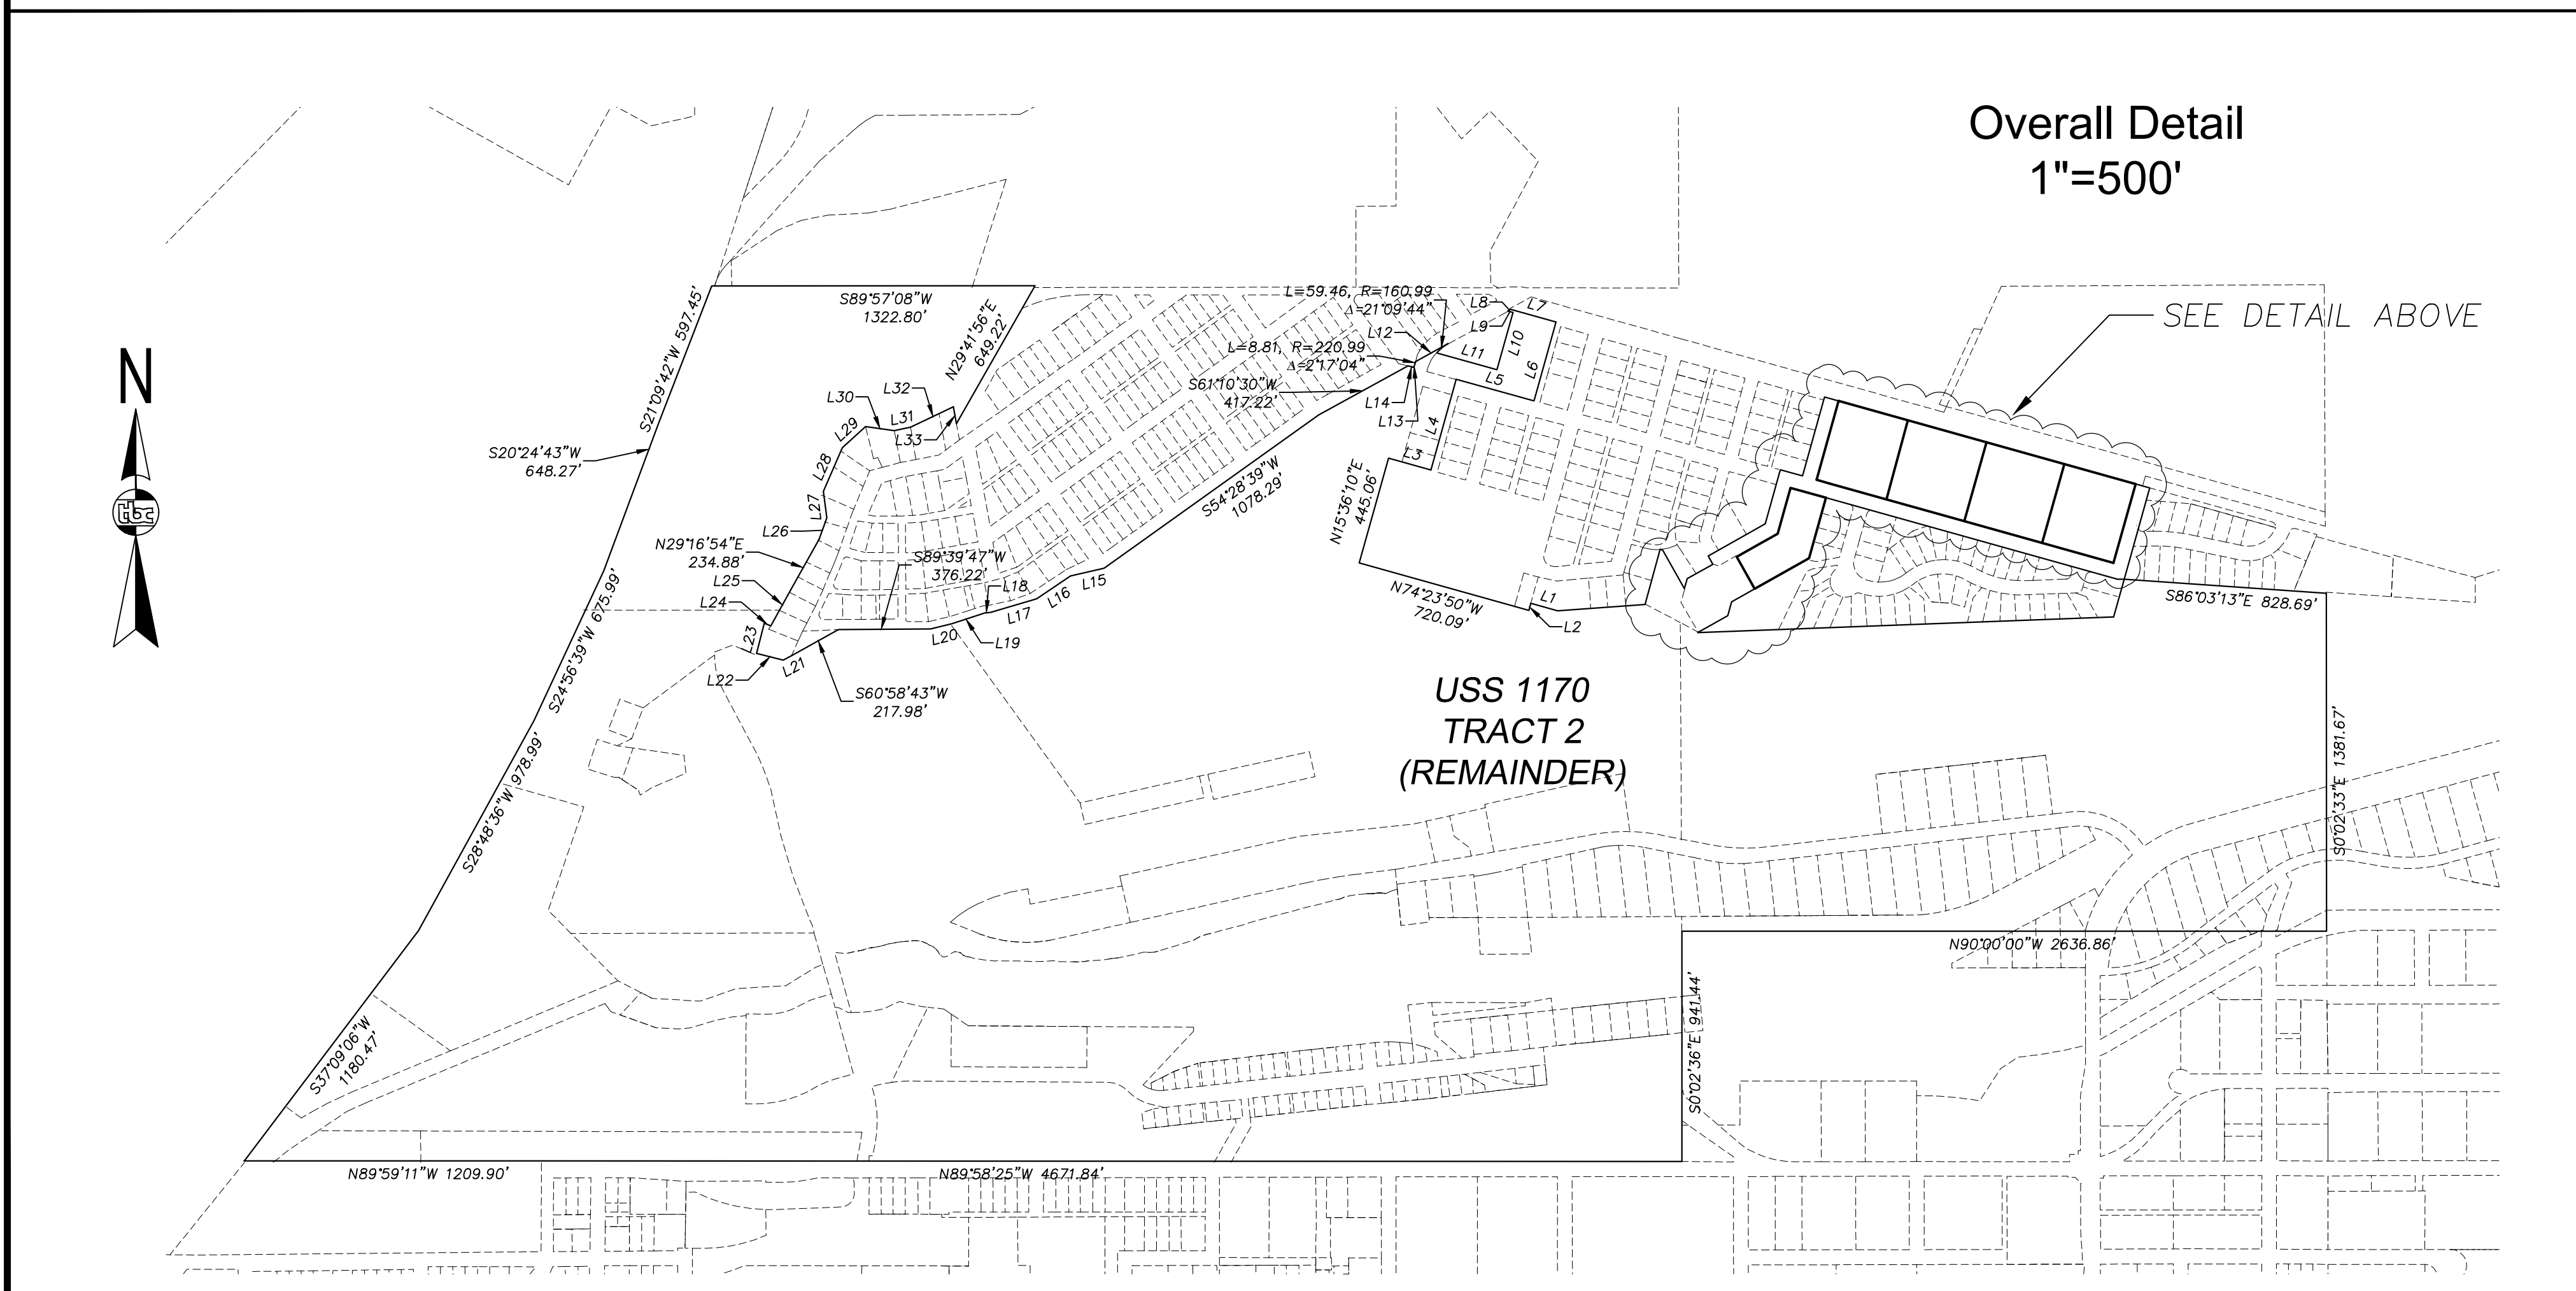 Overall Detail
1"=500'
SEE DETAIL ABOVE
N
S89°57'08"W
1322.80'
S21°09'42"W 597.45'
N29°41'56"E
649.22'
L=59.46, R=160.99
Δ=21°09'44"
L8
L7
L9
L10
L12
L11
L6
L=8.81, R=220.99
Δ=2°17'04"
L5
S61°10'30"W
417.22'
L14
L13
L4
L3
L32
L30
L31
L29
L33
S20°24'43"W
648.27'
L28
L27
L26
N29°16'54"E
234.88'
L25
L24
L23
L22
L21
S60°58'43"W
217.98'
S89°39'47"W
376.22'
L20
L19
L18
L17
L16
L15
S54°28'39"W
1078.29'
N15°36'10"E
445.06'
N74°23'50"W
720.09'
L1
L2
S86°03'13"E 828.69'
S24°56'39"W 675.99'
USS 1170
TRACT 2
(REMAINDER)
S0°02'33"E 1381.67'
S28°48'36"W 978.99'
N90°00'00"W 2636.86'
S0°02'36"E 941.44'
S37°09'06"W
1180.47'
N89°59'11"W 1209.90'
N89°58'25"W 4671.84'